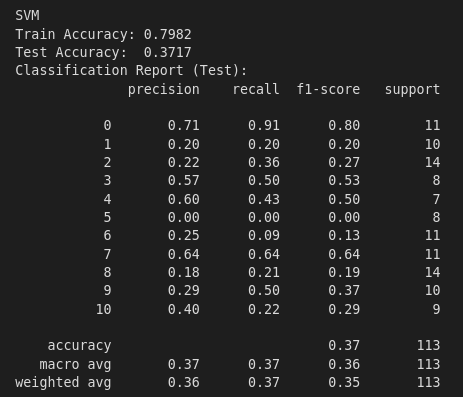 SVM
Train Accuracy: 0.7982
Test Accuracy:  0.3717
Classification Report (Test):
              precision    recall  f1-score   support

           0       0.71      0.91      0.80        11
           1       0.20      0.20      0.20        10
           2       0.22      0.36      0.27        14
           3       0.57      0.50      0.53         8
           4       0.60      0.43      0.50         7
           5       0.00      0.00      0.00         8
           6       0.25      0.09      0.13        11
           7       0.64      0.64      0.64        11
           8       0.18      0.21      0.19        14
           9       0.29      0.50      0.37        10
          10       0.40      0.22      0.29         9

    accuracy                           0.37       113
   macro avg       0.37      0.37      0.36       113
weighted avg       0.36      0.37      0.35       113